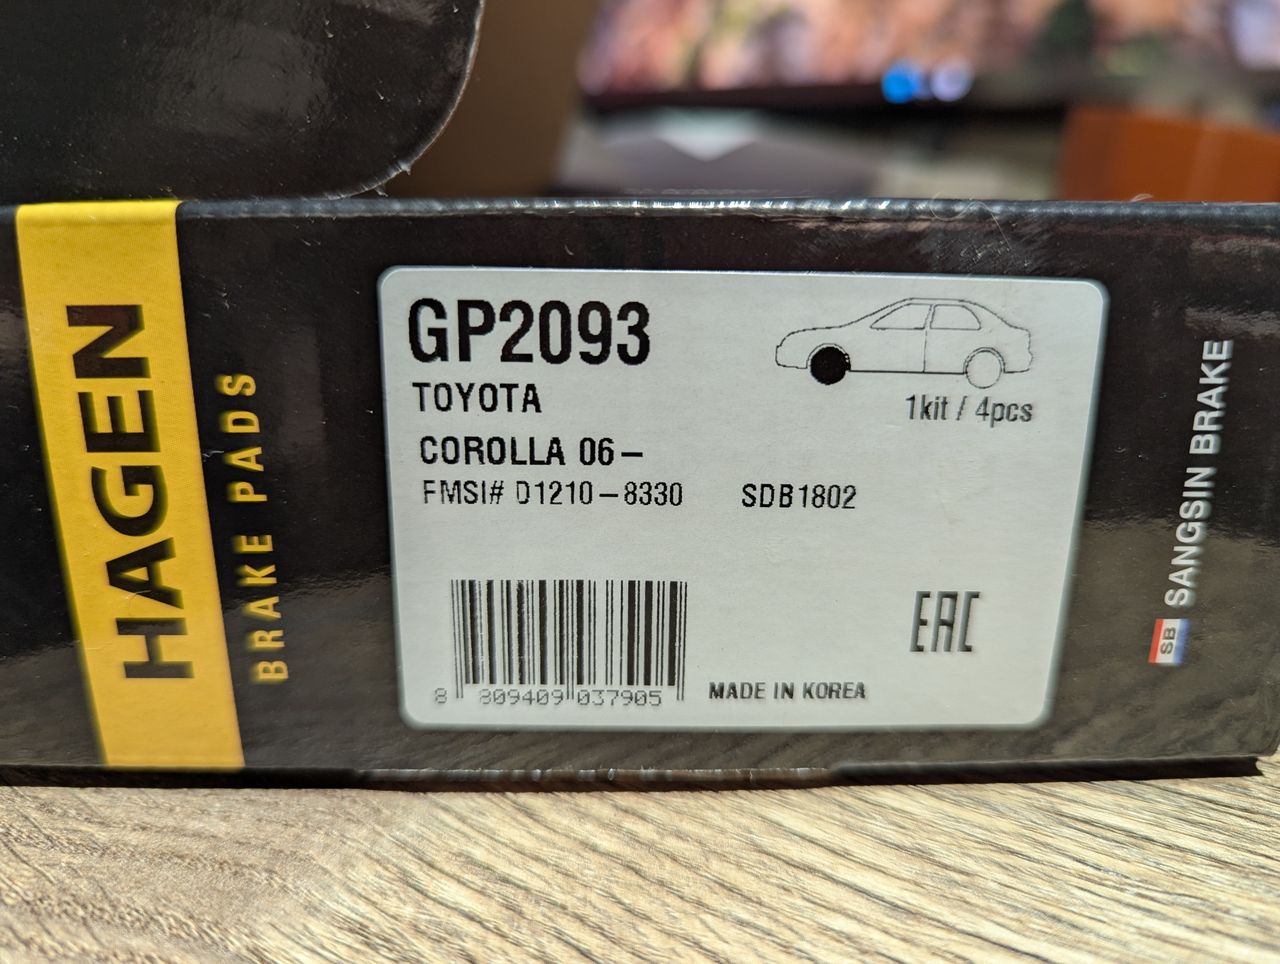 HAGEN
BRAKE PADS
GP2093
TOYOTA
1kit / 4pcs
COROLLA 06-
FMSI# D1210-8330 SDB1802
EAC
8 809409 037905
MADE IN KOREA
SB SANGSIN BRAKE